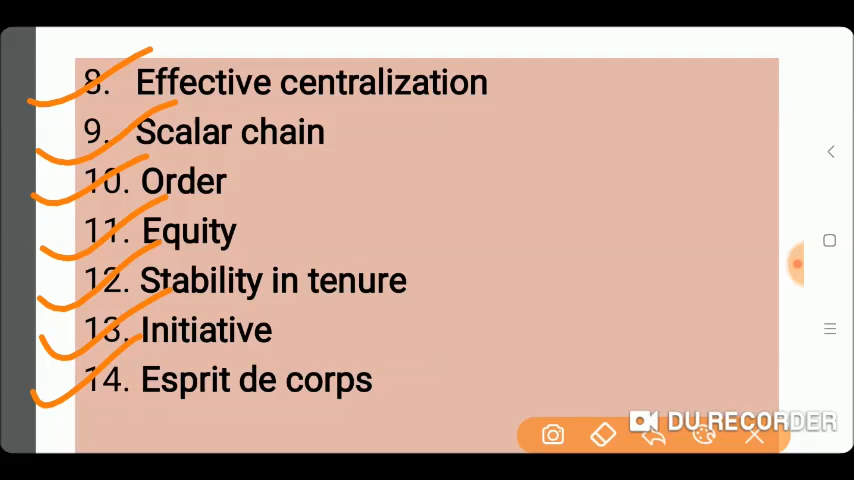 8. Effective centralization
9. Scalar chain
10. Order
11. Equity
12. Stability in tenure
13. Initiative
14. Esprit de corps
DU RECORDER